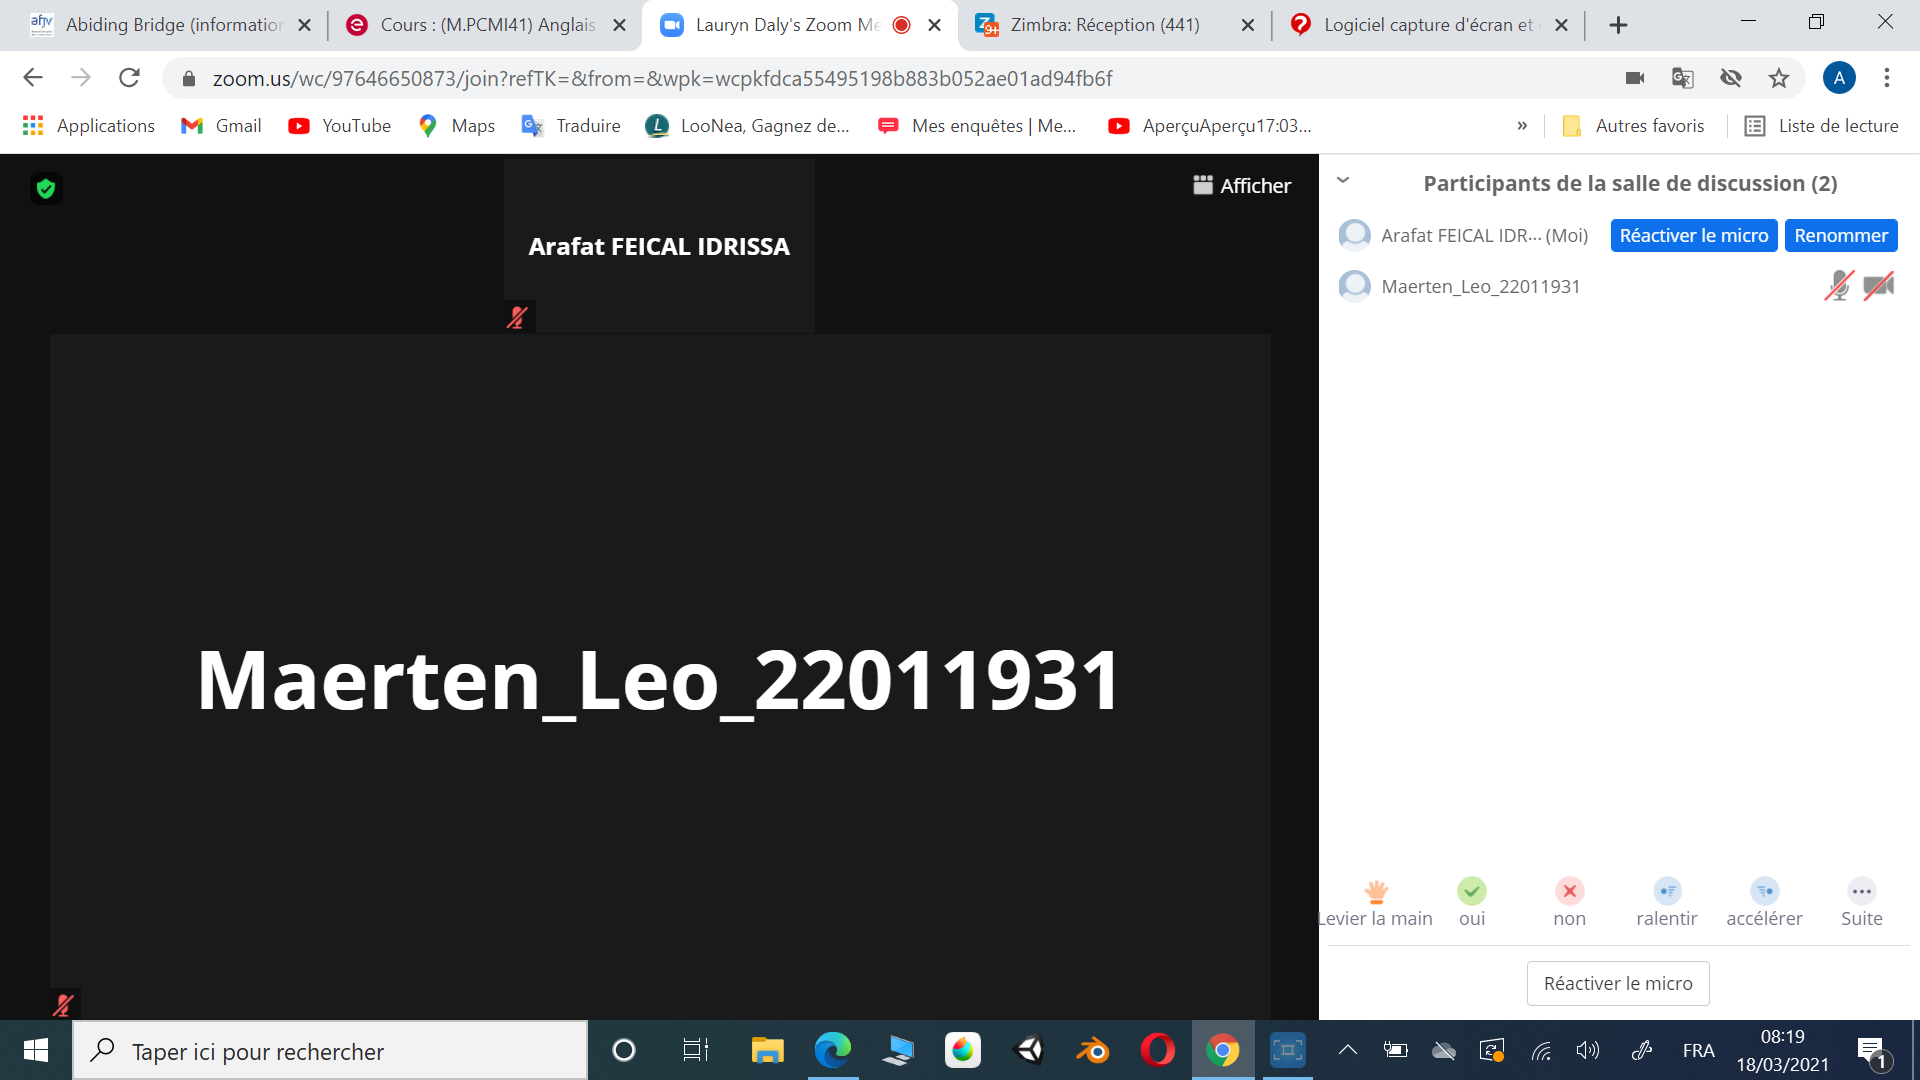 Abiding Bridge (information
Cours : (M.PCMI41) Anglais
Lauryn Daly's Zoom Me
Zimbra: Réception (441)
Logiciel capture d'écran et
zoom.us/wc/97646650873/join?refTK=&from=&wpk=wcpkfdca55495198b883b052ae01ad94fb6f
A
Applications
Gmail
YouTube
Maps
Traduire
LooNea, Gagnez de...
Mes enquêtes | Me...
AperçuAperçu17:03...
»
Autres favoris
Liste de lecture
Afficher
Arafat FEICAL IDRISSA
Maerten_Leo_22011931
Participants de la salle de discussion (2)
Arafat FEICAL IDR... (Moi)
Réactiver le micro
Renommer
Maerten_Leo_22011931
Levier la main
oui
non
ralentir
accélérer
Suite
Réactiver le micro
Taper ici pour rechercher
FRA
08:19
18/03/2021
1